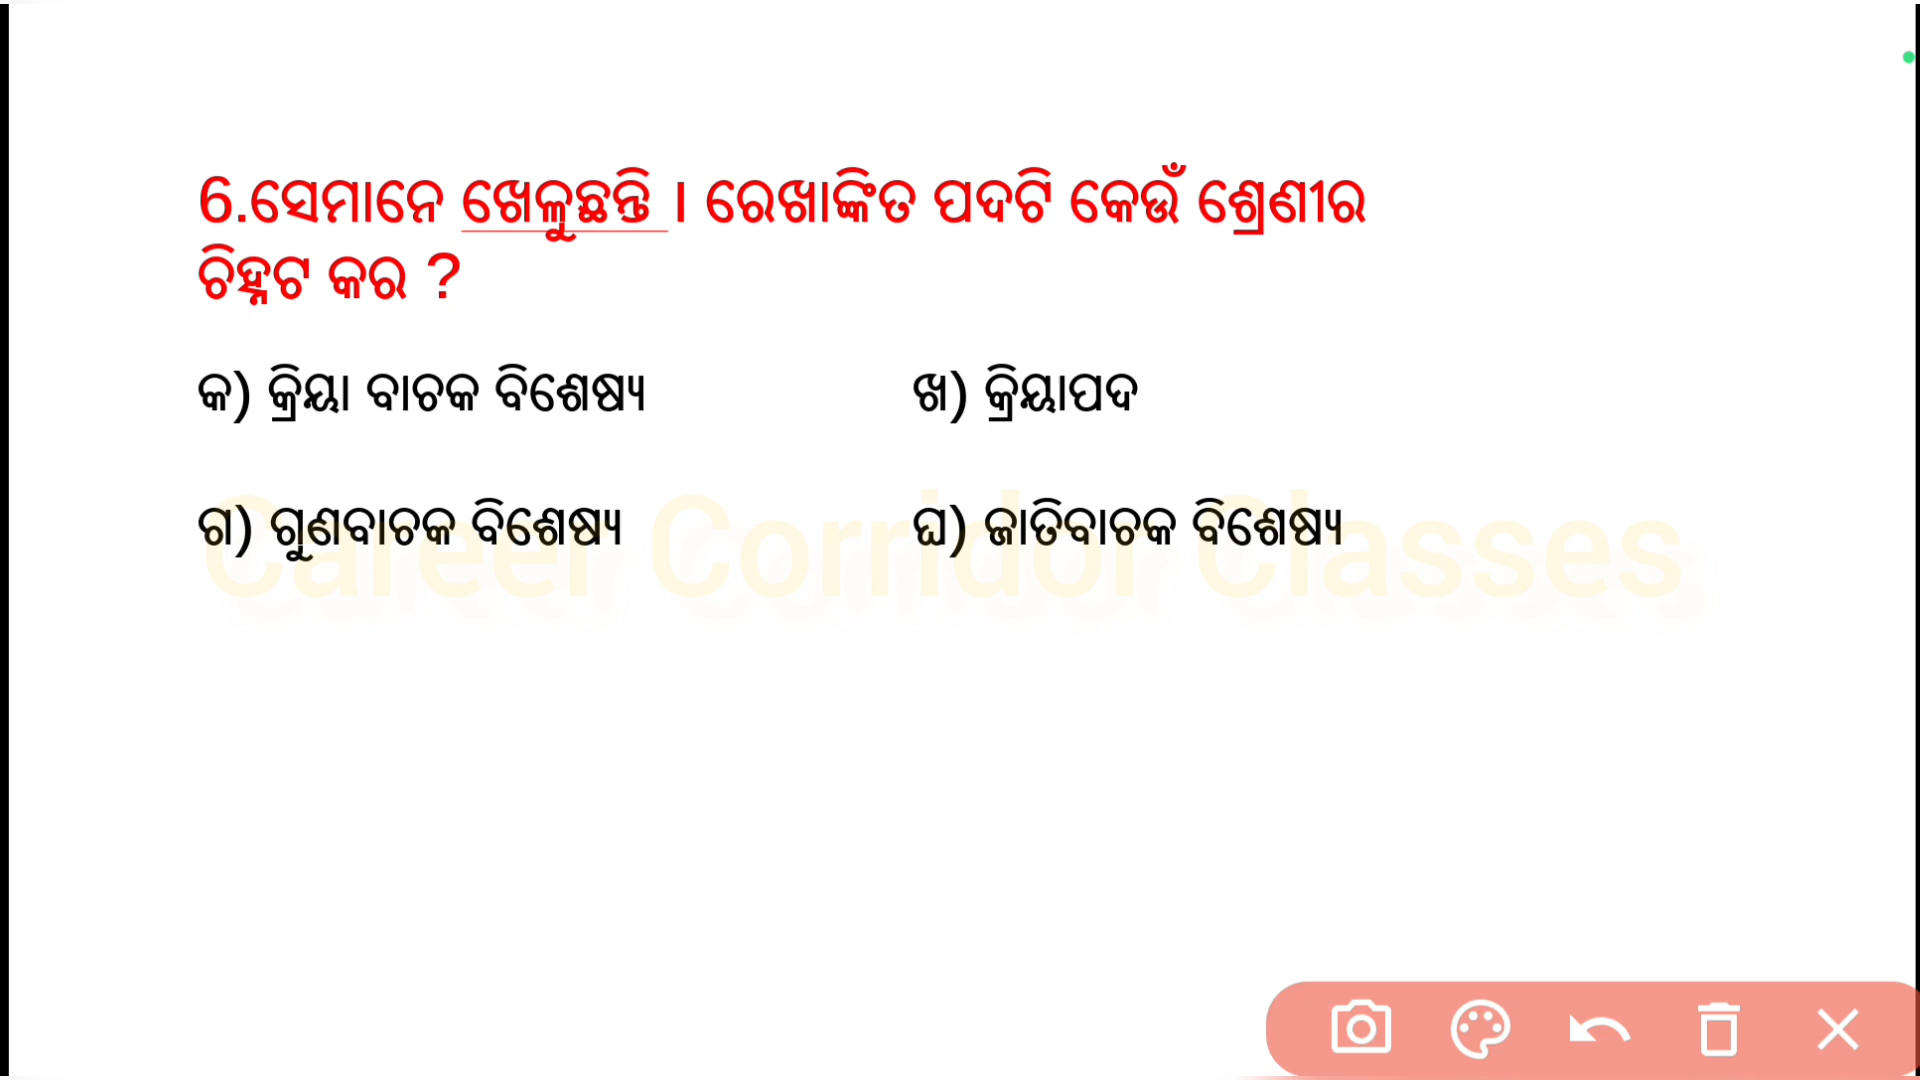 6.ସେମାନେ ଖେଳୁଛନ୍ତି । ରେଖାଙ୍କିତ ପଦଟି କେଉଁ ଶ୍ରେଣୀର
ଚିହ୍ନଟ କର ?
କ) କ୍ରିୟା ବାଚକ ବିଶେଷ୍ୟ ଖ) କ୍ରିୟାପଦ
ଗ) ଗୁଣବାଚକ ବିଶେଷ୍ୟ ଘ) ଜାତିବାଚକ ବିଶେଷ୍ୟ
Career Corridor Classes